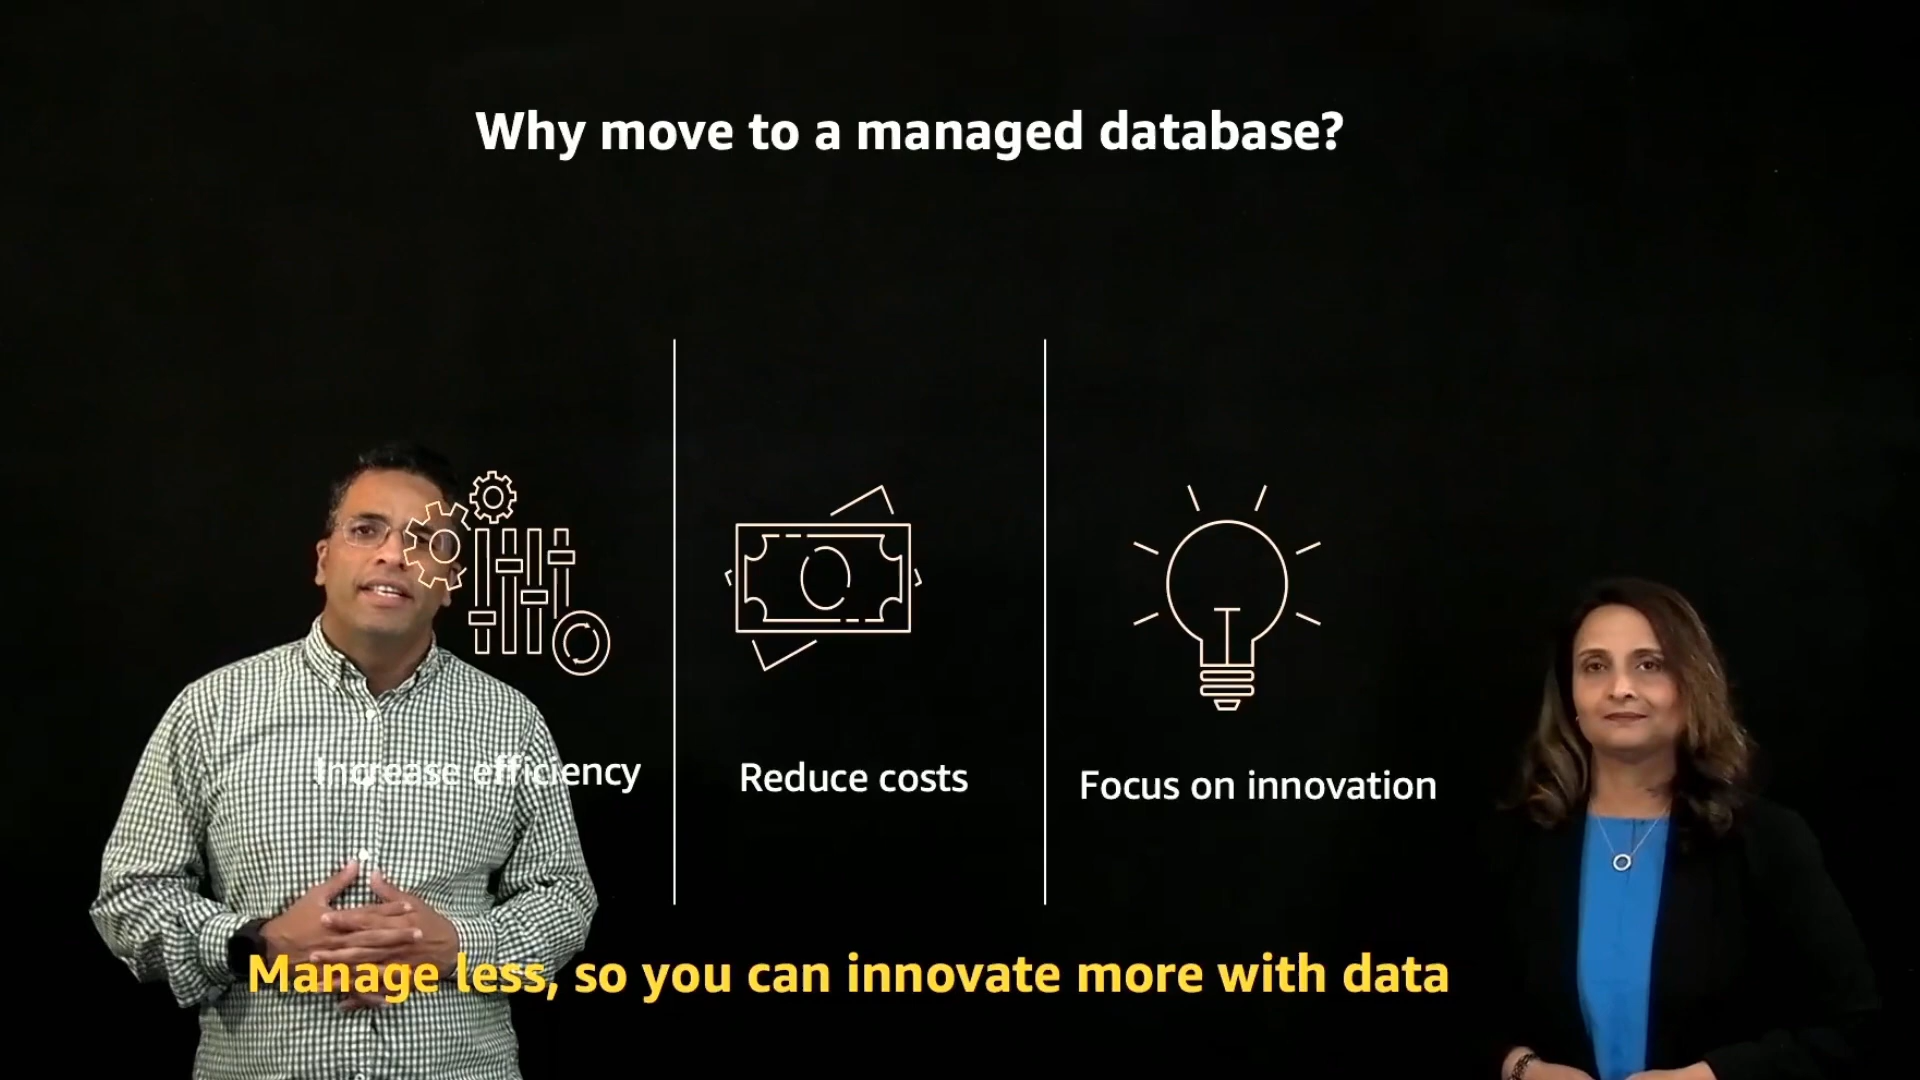 Why move to a managed database?
Increase efficiency
Reduce costs
Focus on innovation
Manage less, so you can innovate more with data